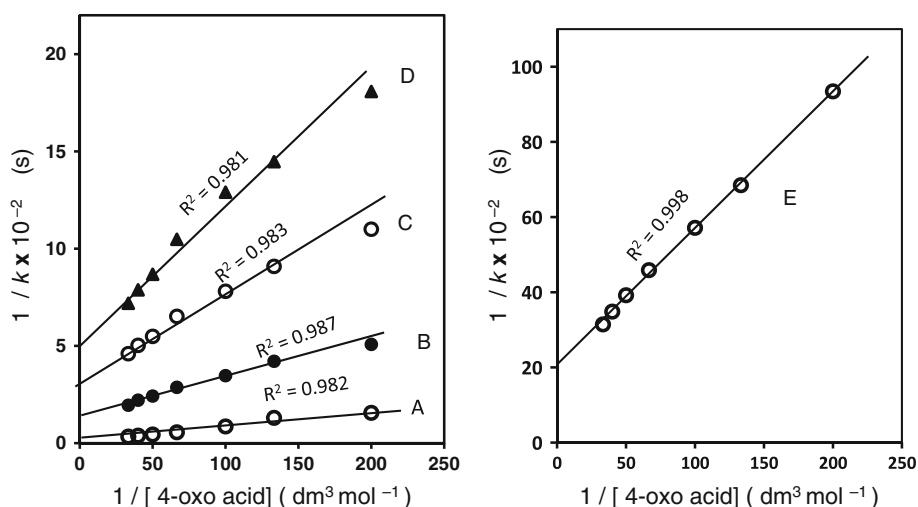 1 / k x 10⁻² (s)
20
15
10
5
0
0 50 100 150 200 250
1 / [ 4-oxo acid] ( dm³ mol ⁻¹ )
D
R² = 0.981
C
R² = 0.983
B
R² = 0.987
A
R² = 0.982
1 / k x 10⁻² (s)
100
80
60
40
20
0
0 50 100 150 200 250
1 / [ 4-oxo acid] ( dm³ mol ⁻¹ )
R² = 0.998
E